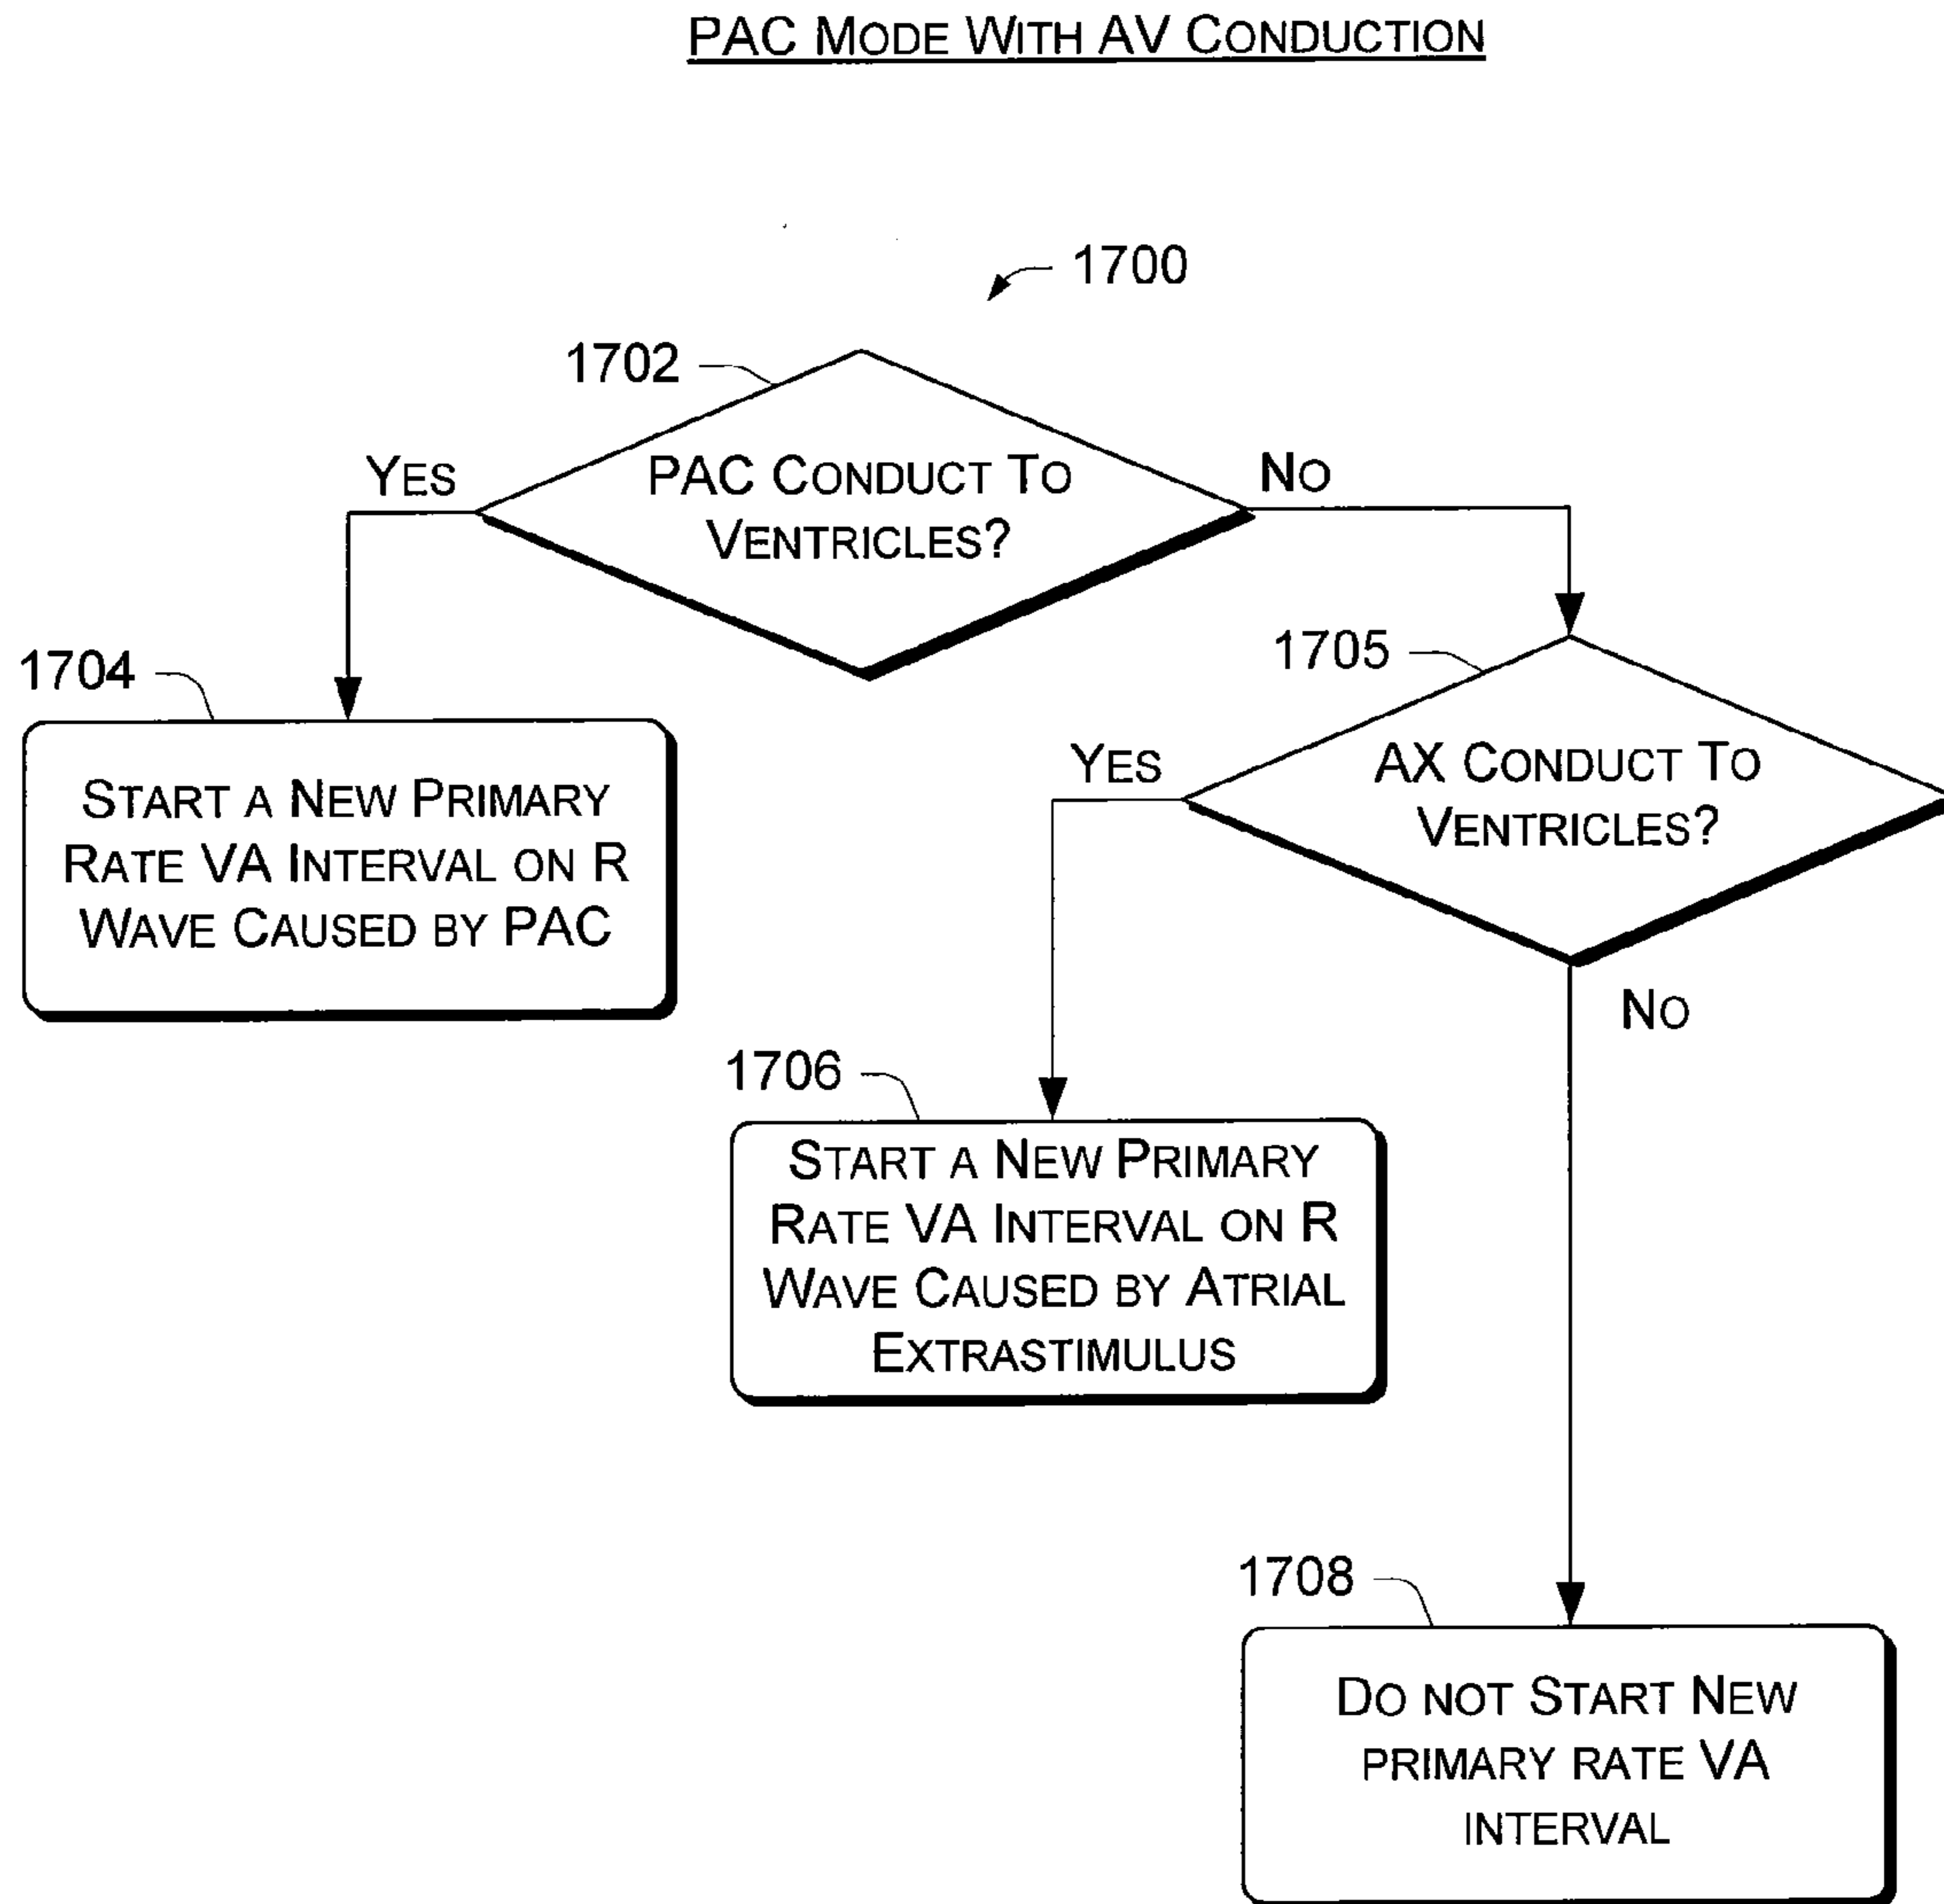 PAC MODE WITH AV CONDUCTION
1700
1702
YES
PAC CONDUCT TO
VENTRICLES?
NO
1704
START A NEW PRIMARY
RATE VA INTERVAL ON R
WAVE CAUSED BY PAC
1705
YES
AX CONDUCT TO
VENTRICLES?
NO
1706
START A NEW PRIMARY
RATE VA INTERVAL ON R
WAVE CAUSED BY ATRIAL
EXTRASTIMULUS
1708
DO NOT START NEW
PRIMARY RATE VA
INTERVAL